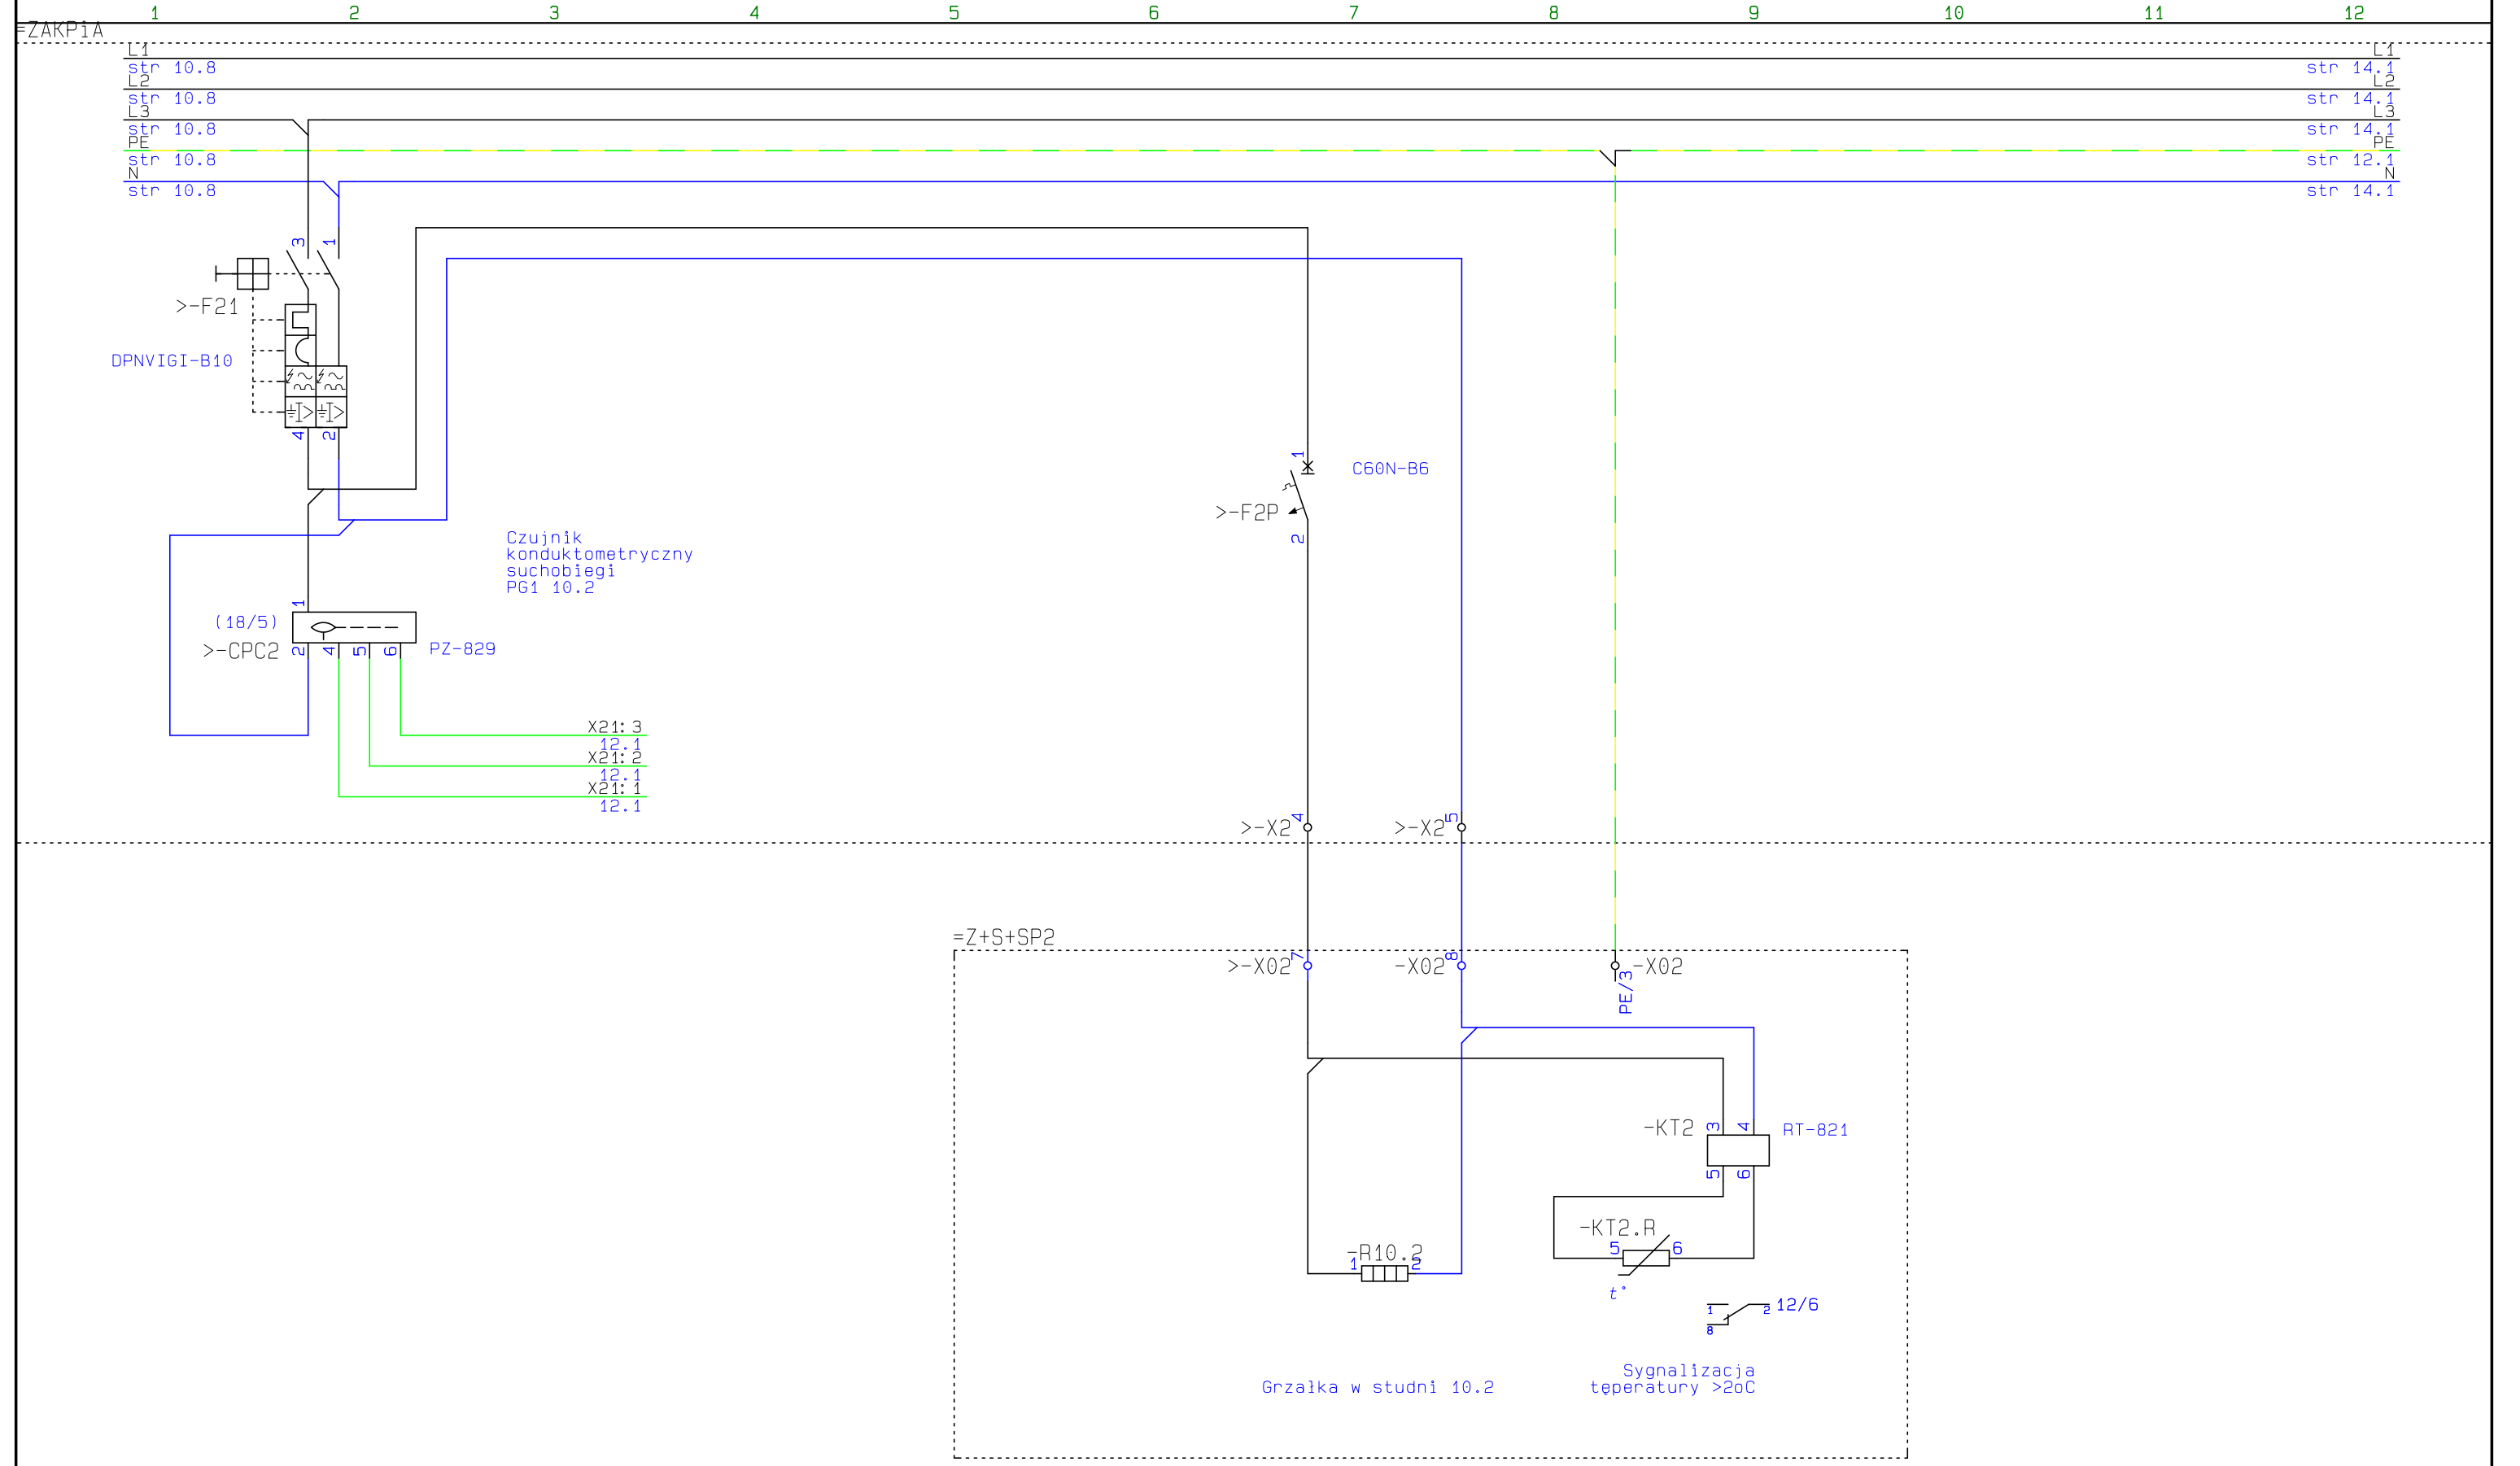 1 2 3 4 5 6 7 8 9 10 11 12
=ZAKPiA
L1 L1
str 10.8 str 14.1
L2 L2
str 10.8 str 14.1
L3 L3
str 10.8 str 14.1
PE PE
str 10.8 str 12.1
N N
str 10.8 str 14.1
3 1
>-F21
DPNVIGI-B10
4 2
1
C60N-B6
>-F2P
2
Czujnik
konduktometryczny
suchobiegi
PG1 10.2
1
(18/5)
>-CPC2
2 4 5 6
PZ-829
X21:3
12.1
X21:2
12.1
X21:1
12.1
>-X2 4
>-X2 5
=Z+S+SP2
>-X02 7
-X02 8
-X02
PE/3
-KT2 3 4 RT-821
5 6
-KT2.R
5 6
t°
-R10.2
1 2
1 2 12/6
8
Sygnalizacja
tęperatury >2oC
Grzałka w studni 10.2